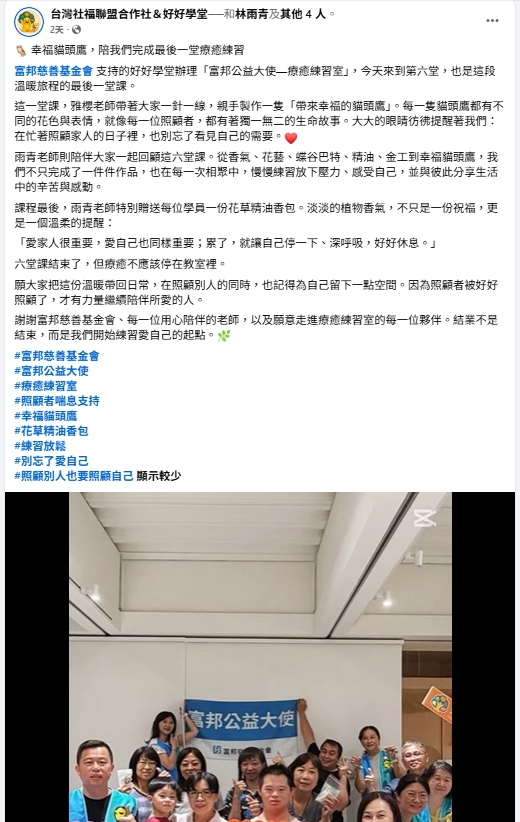 台灣社福聯盟合作社&好好學堂──和林雨青及其他 4 人。
2天 ·
幸福貓頭鷹，陪我們完成最後一堂療癒練習
富邦慈善基金會 支持的好好學堂辦理「富邦公益大使—療癒練習室」，今天來到第六堂，也是這段
溫暖旅程的最後一堂課。
這一堂課，雅櫻老師帶著大家一針一線，親手製作一隻「帶來幸福的貓頭鷹」。每一隻貓頭鷹都有不
同的花色與表情，就像每一位照顧者，都有著獨一無二的生命故事。大大的眼睛彷彿提醒著我們：
在忙著照顧家人的日子裡，也別忘了看見自己的需要。❤️
雨青老師則陪伴大家一起回顧這六堂課。從香氣、花藝、蝶谷巴特、精油、金工到幸福貓頭鷹，我
們不只完成了一件件作品，也在每一次相聚中，慢慢練習放下壓力、感受自己，並與彼此分享生活
中的辛苦與感動。
課程最後，雨青老師特別贈送每位學員一份花草精油香包。淡淡的植物香氣，不只是一份祝福，更
是一個溫柔的提醒：
「愛家人很重要，愛自己也同樣重要；累了，就讓自己停一下、深呼吸，好好休息。」
六堂課結束了，但療癒不應該停在教室裡。
願大家把這份溫暖帶回日常，在照顧別人的同時，也記得為自己留下一點空間。因為照顧者被好好
照顧了，才有力量繼續陪伴所愛的人。
謝謝富邦慈善基金會、每一位用心陪伴的老師，以及願意走進療癒練習室的每一位夥伴。結業不是
結束，而是我們開始練習愛自己的起點。🌿
#富邦慈善基金會
#富邦公益大使
#療癒練習室
#照顧者喘息支持
#幸福貓頭鷹
#花草精油香包
#練習放鬆
#別忘了愛自己
#照顧別人也要照顧自己 顯示較少
富邦公益大使